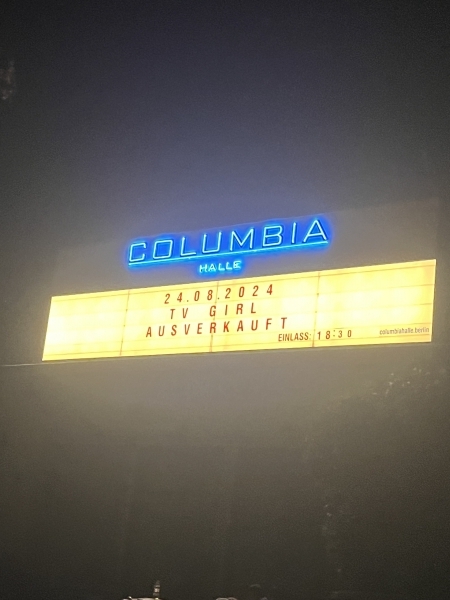 COLUMBIA
HALLE
24.08.2024
TV GIRL
AUSVERKAUFT
EINLASS: 18:30
columbiahalle.berlin